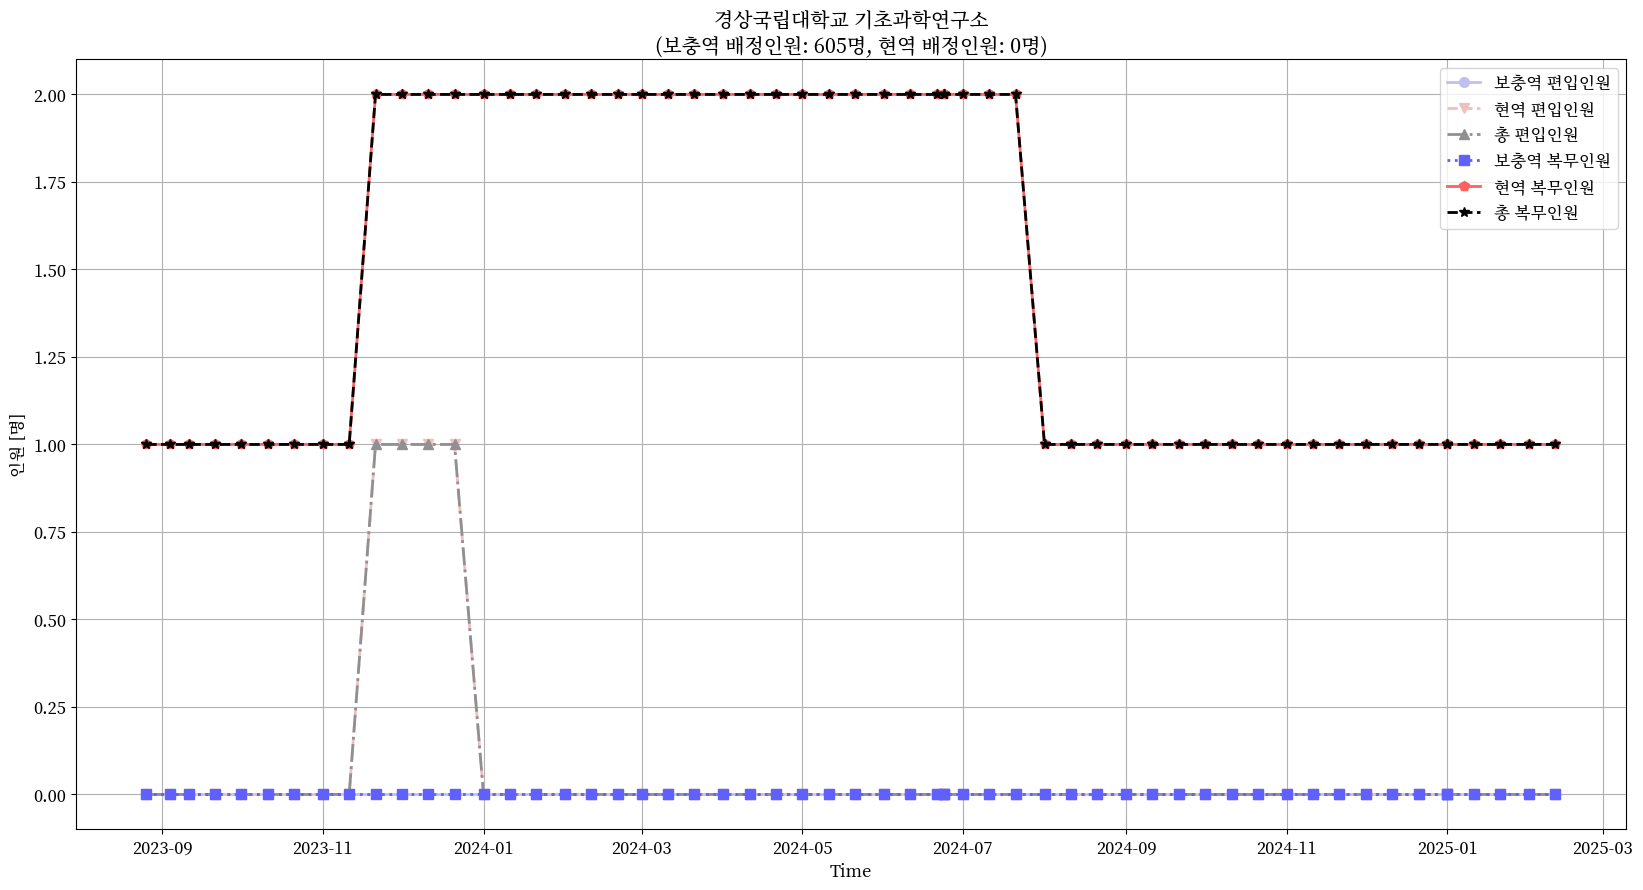 경상국립대학교 기초과학연구소
(보충역 배정인원: 605명, 현역 배정인원: 0명)
보충역 편입인원
현역 편입인원
총 편입인원
보충역 복무인원
현역 복무인원
총 복무인원
2.00
1.75
1.50
1.25
1.00
0.75
0.50
0.25
0.00
인원 [명]
2023-09
2023-11
2024-01
2024-03
2024-05
2024-07
2024-09
2024-11
2025-01
2025-03
Time